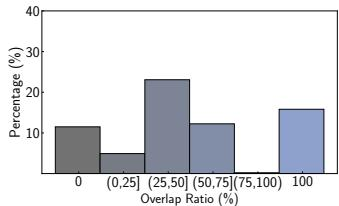 40
30
20
10
Percentage (%)
0 (0,25] (25,50] (50,75] (75,100) 100
Overlap Ratio (%)